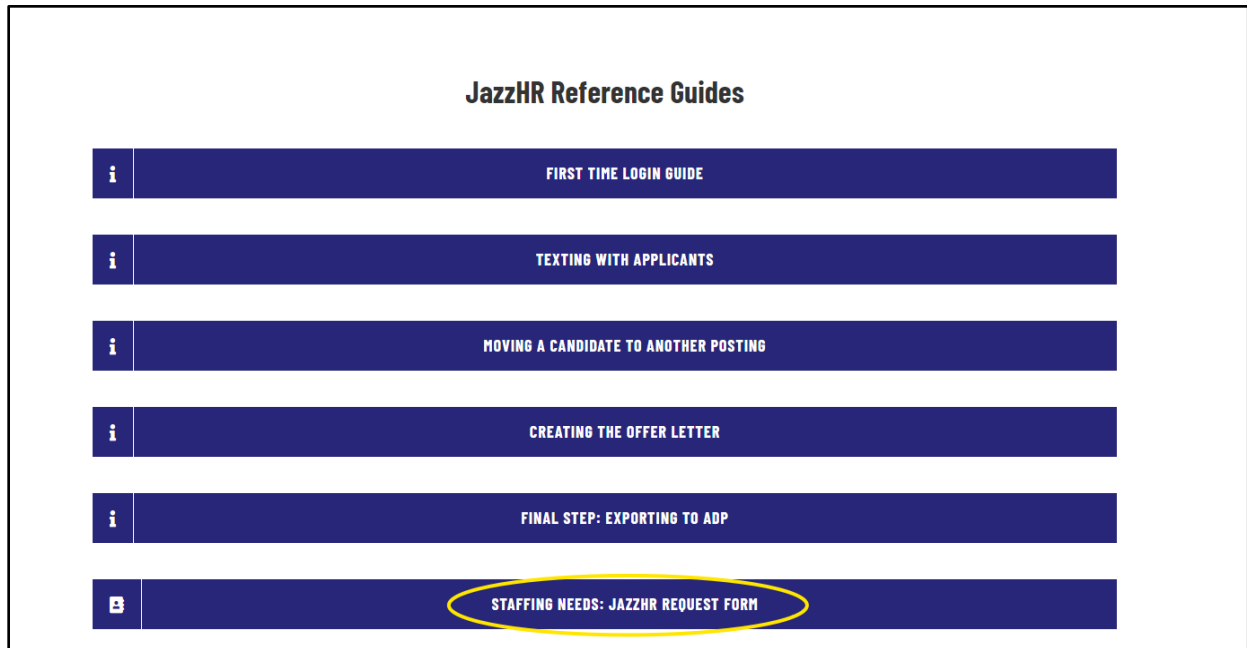 JazzHR Reference Guides
FIRST TIME LOGIN GUIDE
TEXTING WITH APPLICANTS
MOVING A CANDIDATE TO ANOTHER POSTING
CREATING THE OFFER LETTER
FINAL STEP: EXPORTING TO ADP
STAFFING NEEDS: JAZZHR REQUEST FORM